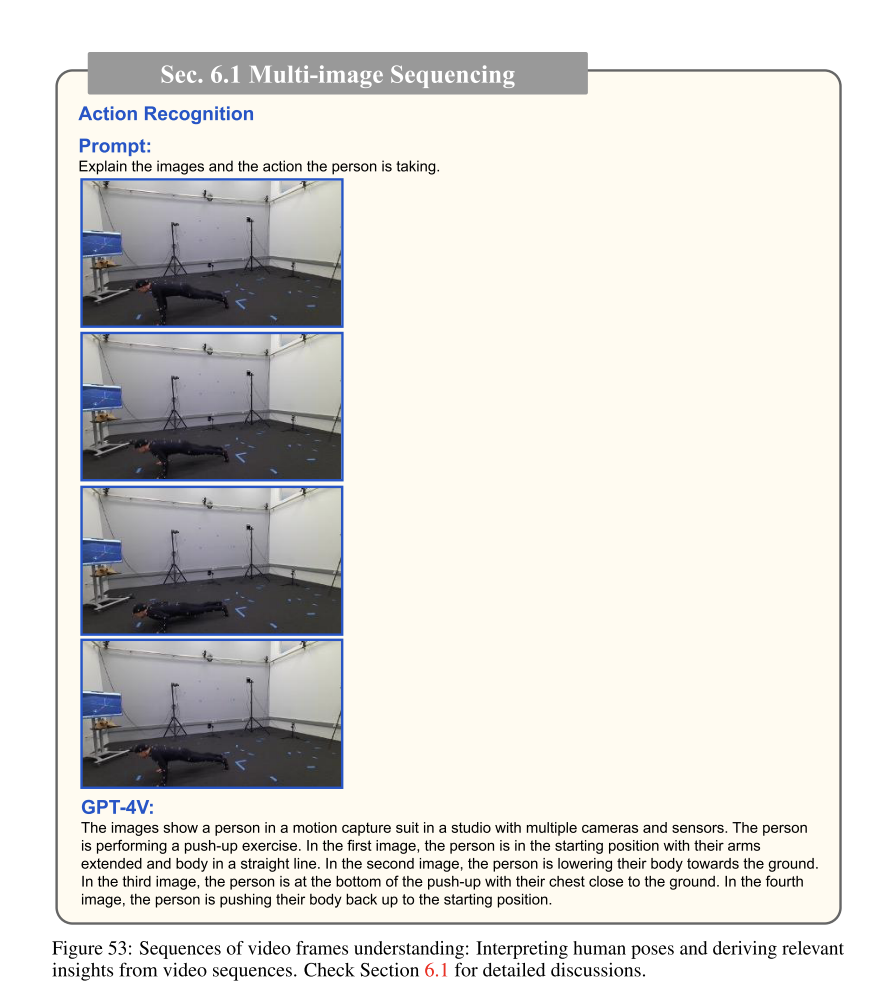 Sec. 6.1 Multi-image Sequencing
Action Recognition
Prompt:
Explain the images and the action the person is taking.
GPT-4V:
The images show a person in a motion capture suit in a studio with multiple cameras and sensors. The person
is performing a push-up exercise. In the first image, the person is in the starting position with their arms
extended and body in a straight line. In the second image, the person is lowering their body towards the ground.
In the third image, the person is at the bottom of the push-up with their chest close to the ground. In the fourth
image, the person is pushing their body back up to the starting position.
Figure 53: Sequences of video frames understanding: Interpreting human poses and deriving relevant
insights from video sequences. Check Section 6.1 for detailed discussions.